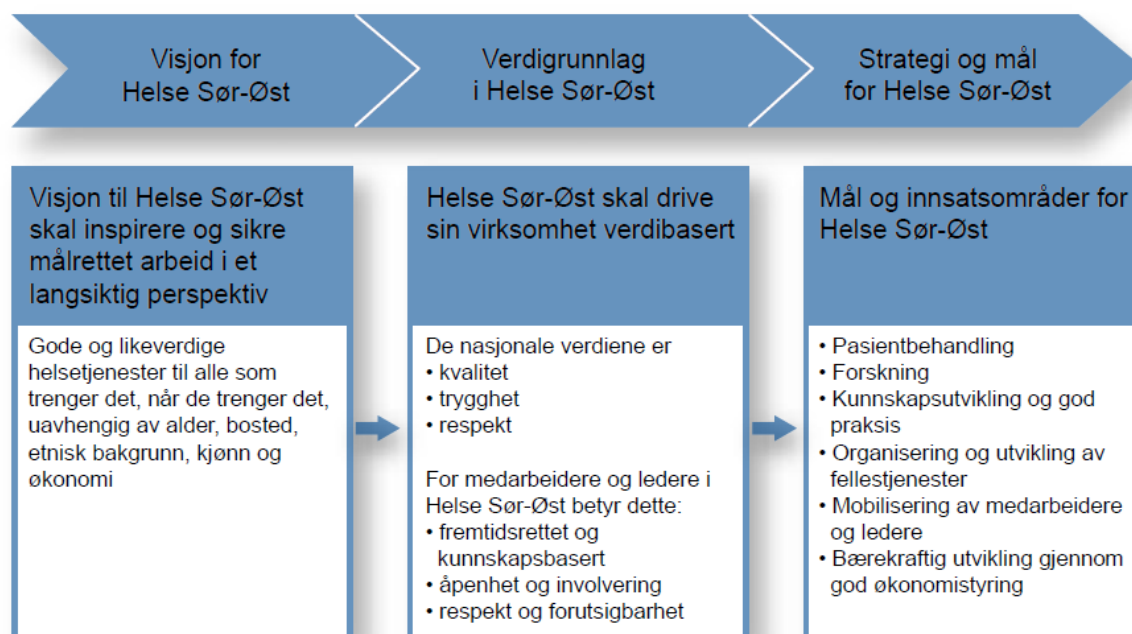 Visjon for
Helse Sør-Øst
Verdigrunnlag
i Helse Sør-Øst
Strategi og mål
for Helse Sør-Øst
Visjon til Helse Sør-Øst
skal inspirere og sikre
målrettet arbeid i et
langsiktig perspektiv
Gode og likeverdige
helsetjenester til alle som
trenger det, når de trenger det,
uavhengig av alder, bosted,
etnisk bakgrunn, kjønn og
økonomi
Helse Sør-Øst skal drive
sin virksomhet verdibasert
De nasjonale verdiene er
• kvalitet
• trygghet
• respekt
For medarbeidere og ledere i
Helse Sør-Øst betyr dette:
• fremtidsrettet og
kunnskapsbasert
• åpenhet og involvering
• respekt og forutsigbarhet
Mål og innsatsområder for
Helse Sør-Øst
• Pasientbehandling
• Forskning
• Kunnskapsutvikling og god
praksis
• Organisering og utvikling av
fellestjenester
• Mobilisering av medarbeidere
og ledere
• Bærekraftig utvikling gjennom
god økonomistyring